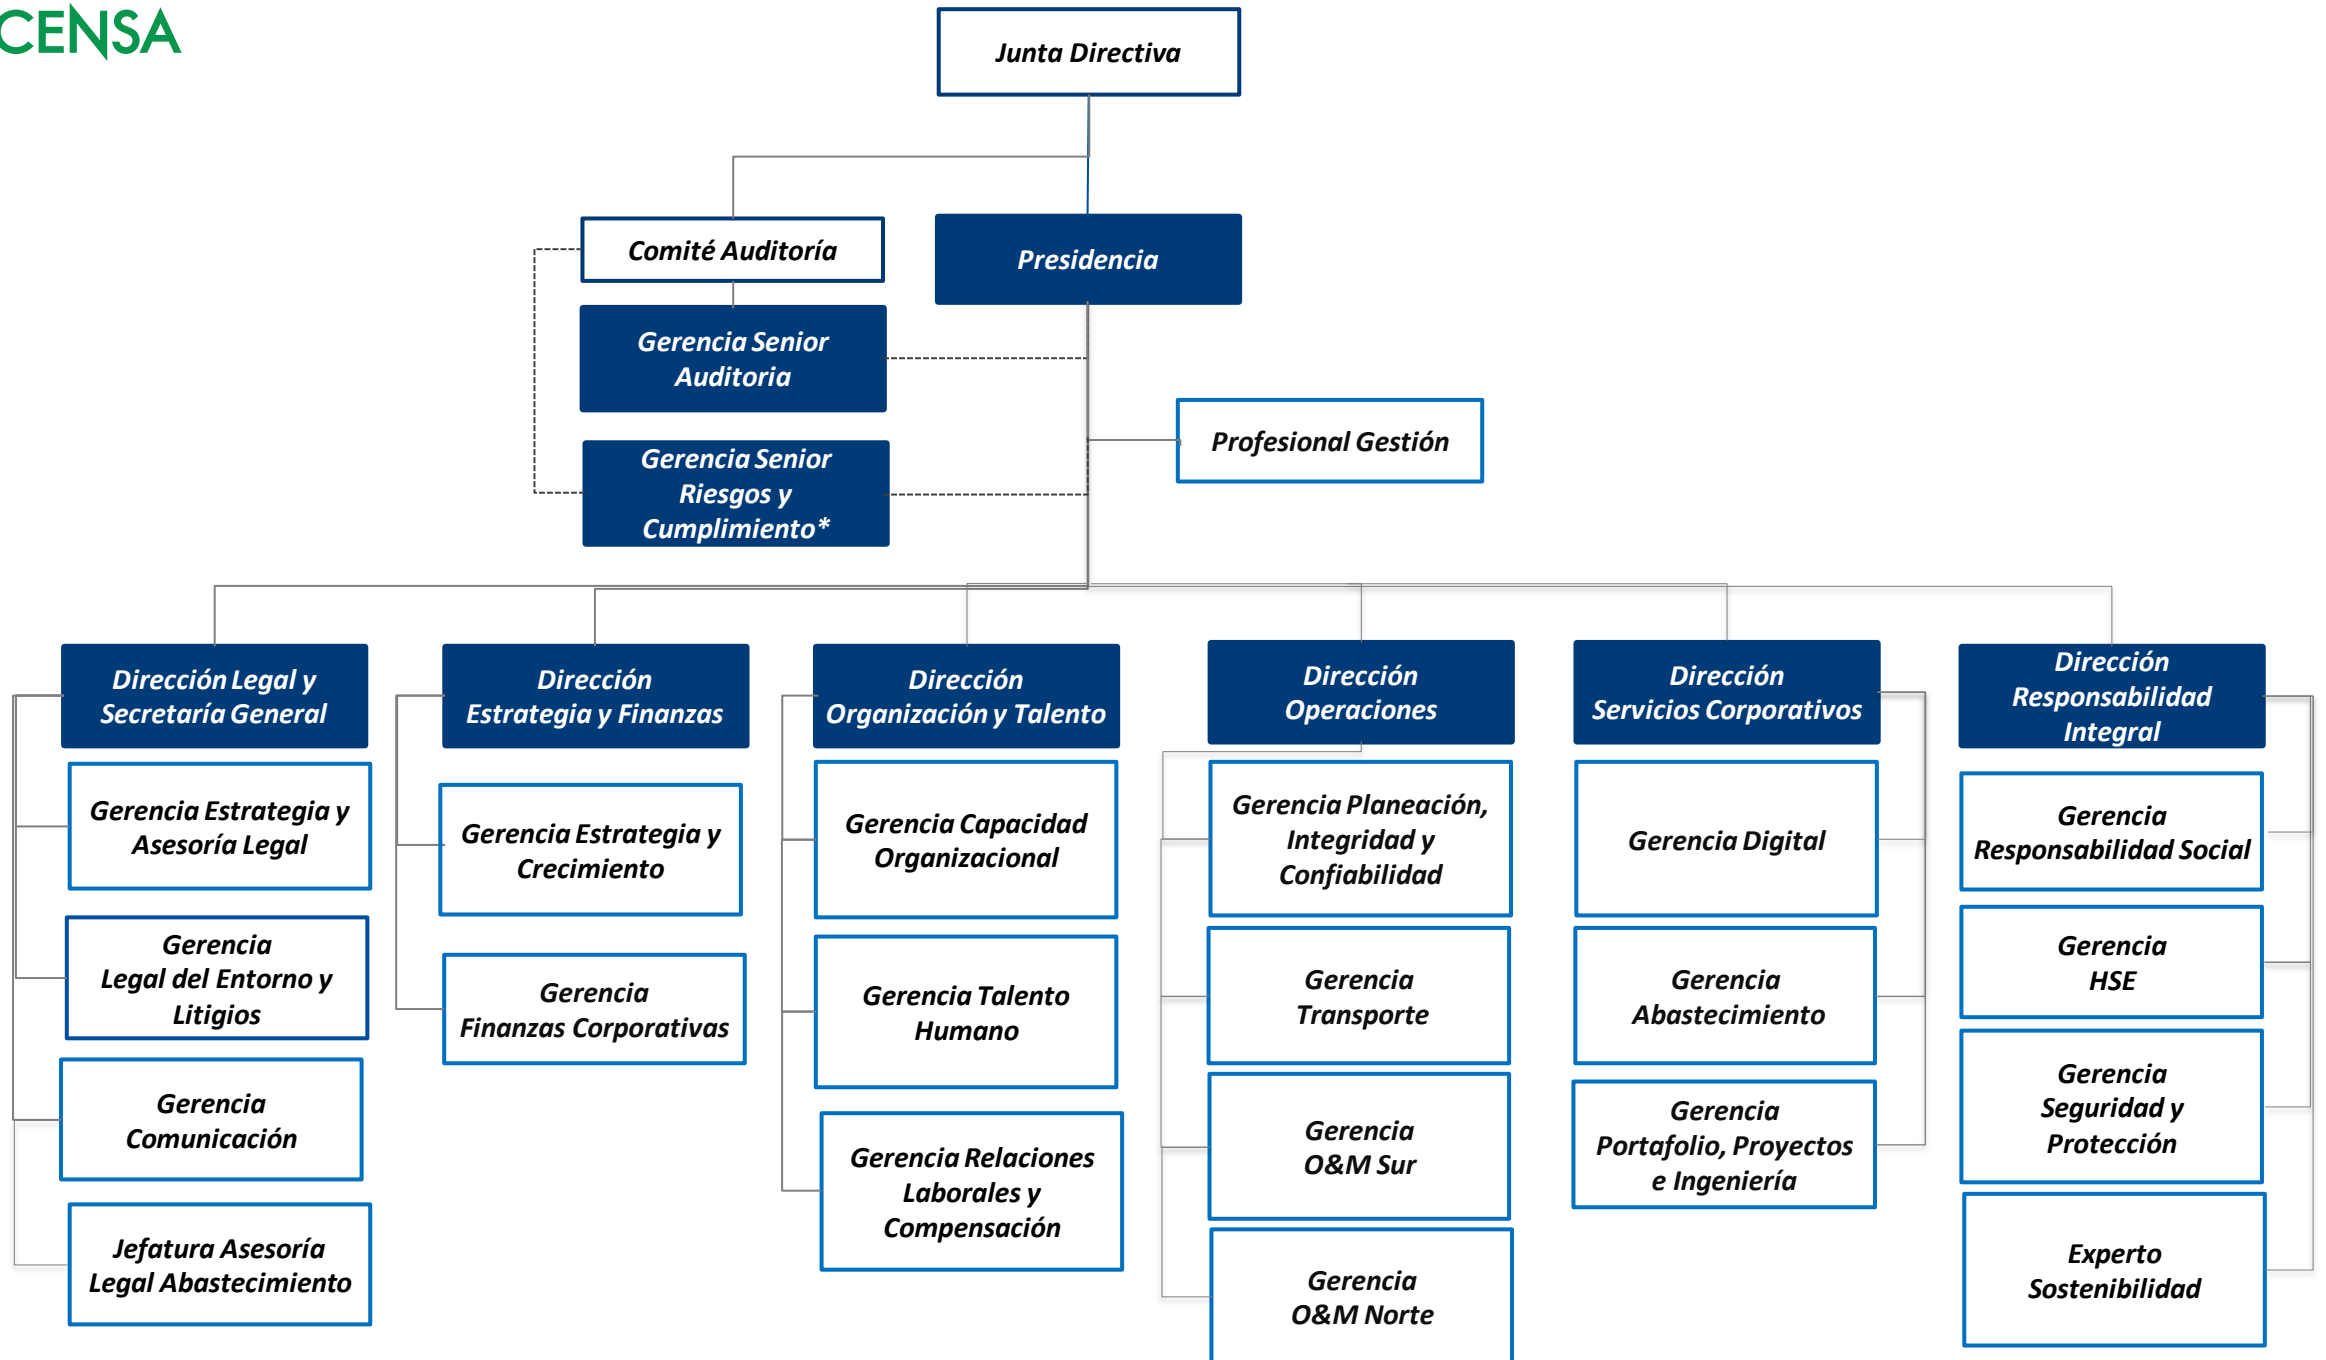 CENSA
Junta Directiva
Comité Auditoría
Presidencia
Gerencia Senior
Auditoria
Profesional Gestión
Gerencia Senior
Riesgos y
Cumplimiento*
Dirección Legal y
Secretaría General
Gerencia Estrategia y
Asesoría Legal
Gerencia
Legal del Entorno y
Litigios
Gerencia
Comunicación
Jefatura Asesoría
Legal Abastecimiento
Dirección
Estrategia y Finanzas
Gerencia Estrategia y
Crecimiento
Gerencia
Finanzas Corporativas
Dirección
Organización y Talento
Gerencia Capacidad
Organizacional
Gerencia Talento
Humano
Gerencia Relaciones
Laborales y
Compensación
Dirección
Operaciones
Gerencia Planeación,
Integridad y
Confiabilidad
Gerencia
Transporte
Gerencia
O&M Sur
Gerencia
O&M Norte
Dirección
Servicios Corporativos
Gerencia Digital
Gerencia
Abastecimiento
Gerencia
Portafolio, Proyectos
e Ingeniería
Dirección
Responsabilidad
Integral
Gerencia
Responsabilidad Social
Gerencia
HSE
Gerencia
Seguridad y
Protección
Experto
Sostenibilidad